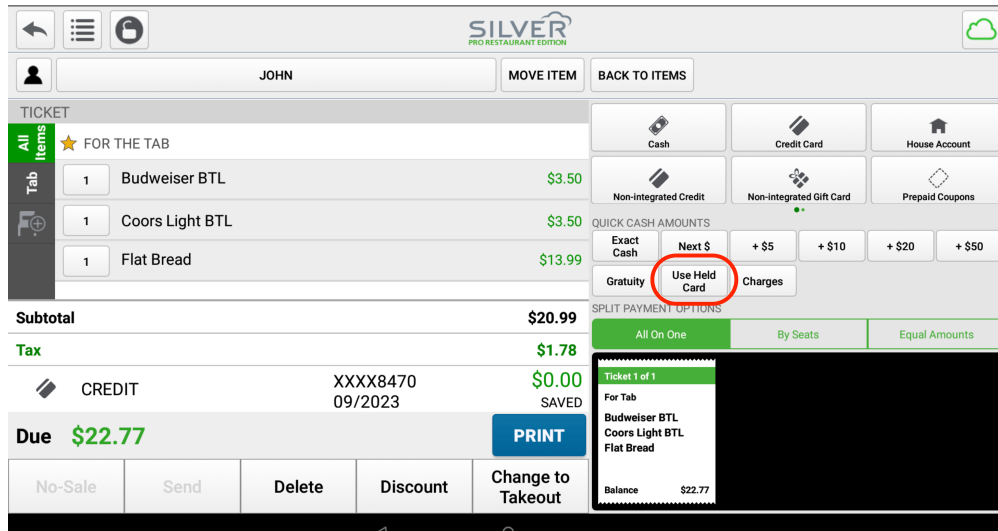 SILVER
PRO RESTAURANT EDITION
JOHN
MOVE ITEM
BACK TO ITEMS
TICKET
All Items
FOR THE TAB
Tab
1 Budweiser BTL $3.50
1 Coors Light BTL $3.50
1 Flat Bread $13.99
Subtotal $20.99
Tax $1.78
CREDIT XXXX8470 $0.00
09/2023 SAVED
Due $22.77 PRINT
No-Sale Send Delete Discount Change to
Takeout
Cash Credit Card House Account
Non-integrated Credit Non-integrated Gift Card Prepaid Coupons
QUICK CASH AMOUNTS
Exact
Cash
Next $ + $5 + $10 + $20 + $50
Gratuity
Use Held
Card
Charges
SPLIT PAYMENT OPTIONS
All On One By Seats Equal Amounts
Ticket 1 of 1
For Tab
Budweiser BTL
Coors Light BTL
Flat Bread
Balance $22.77